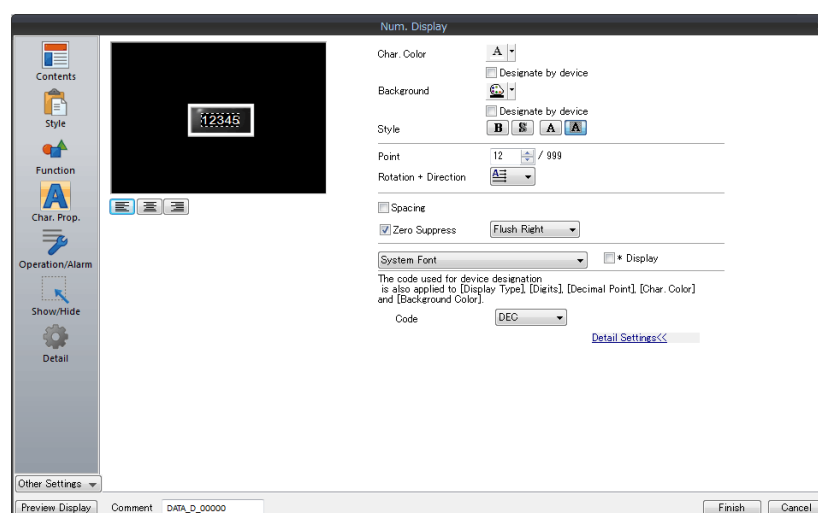 Num. Display
Contents
Style
Function
Char. Prop.
Operation/Alarm
Show/Hide
Detail
Other Settings
12345
Char. Color
A
Designate by device
Background
Designate by device
Style
B S A A
Point
12 / 999
Rotation + Direction
A
Spacing
Zero Suppress
Flush Right
System Font
* Display
The code used for device designation
is also applied to [Display Type], [Digits], [Decimal Point], [Char. Color]
and [Background Color].
Code
DEC
Detail Settings<<
Preview Display
Comment
DATA_D_00000
Finish
Cancel